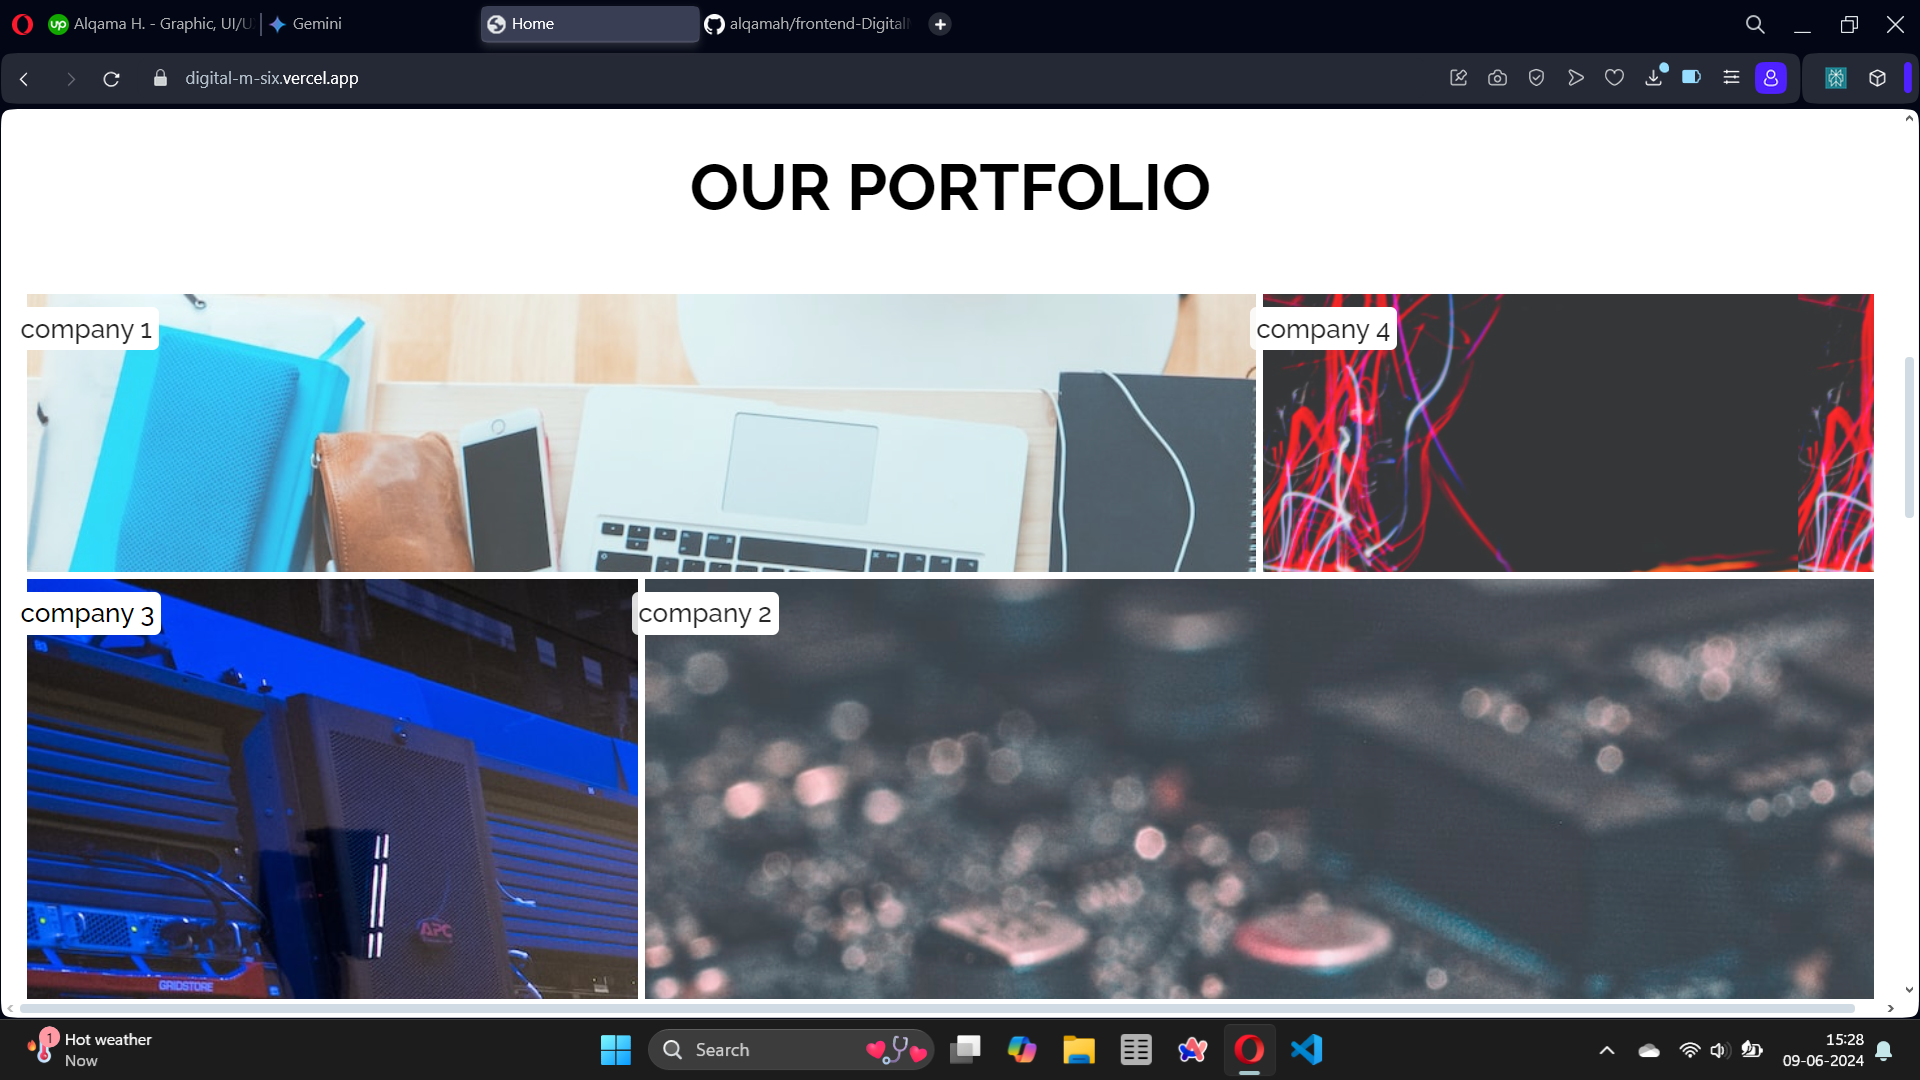 Alqama H. - Graphic, UI/U
Gemini
Home
alqamah/frontend-Digital
digital-m-six.vercel.app
OUR PORTFOLIO
company 1
company 4
company 3
company 2
APC
GRIDSTORE
1
Hot weather
Now
Search
15:28
09-06-2024